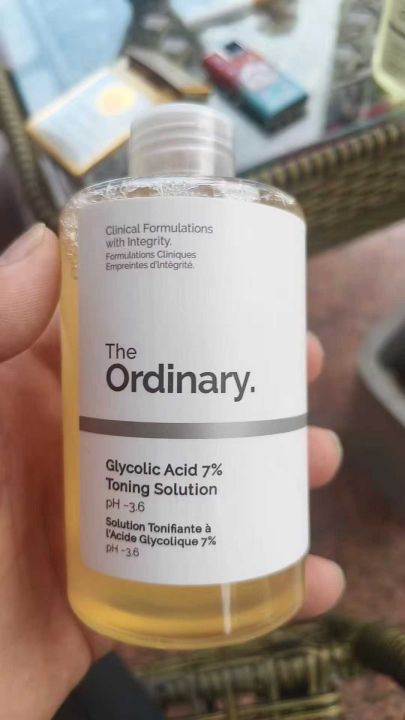 Clinical Formulations
with Integrity.
Formulations Cliniques
Empreintes d'Intégrité.
The
Ordinary.
Glycolic Acid 7%
Toning Solution
pH ~3.6
Solution Tonifiante à
l'Acide Glycolique 7%
pH ~3.6